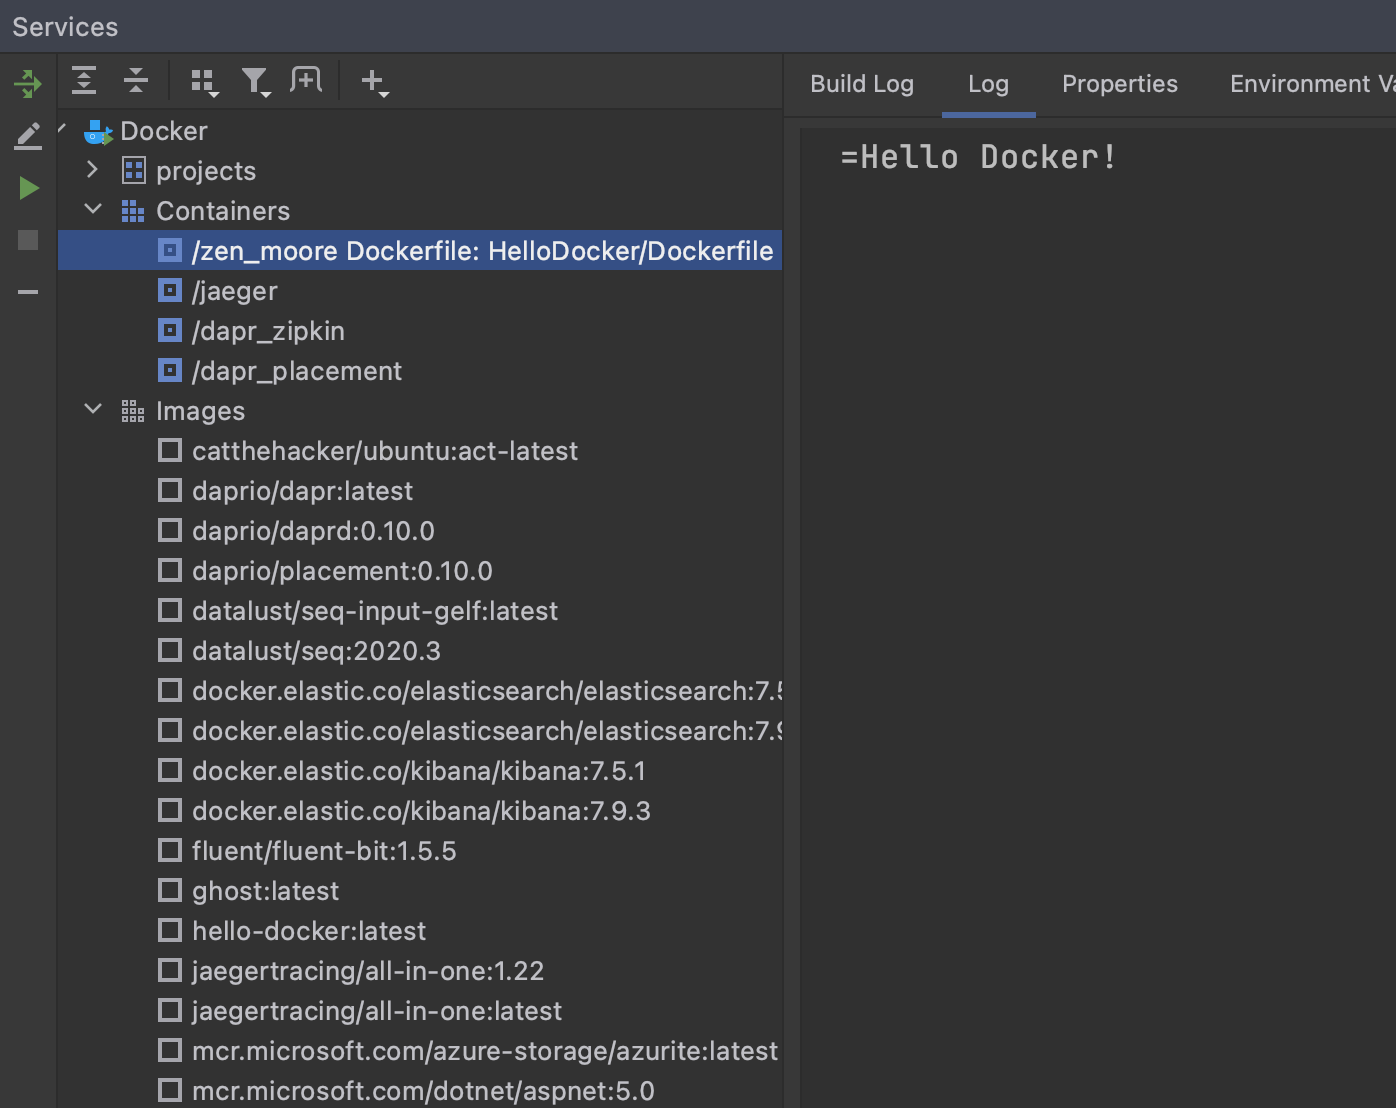 Services
Build Log
Log
Properties
Environment Va
Docker
projects
Containers
/zen_moore Dockerfile: HelloDocker/Dockerfile
/jaeger
/dapr_zipkin
/dapr_placement
Images
catthehacker/ubuntu:act-latest
daprio/dapr:latest
daprio/daprd:0.10.0
daprio/placement:0.10.0
datalust/seq-input-gelf:latest
datalust/seq:2020.3
docker.elastic.co/elasticsearch/elasticsearch:7.5
docker.elastic.co/elasticsearch/elasticsearch:7.9
docker.elastic.co/kibana/kibana:7.5.1
docker.elastic.co/kibana/kibana:7.9.3
fluent/fluent-bit:1.5.5
ghost:latest
hello-docker:latest
jaegertracing/all-in-one:1.22
jaegertracing/all-in-one:latest
mcr.microsoft.com/azure-storage/azurite:latest
mcr.microsoft.com/dotnet/aspnet:5.0
=Hello Docker!